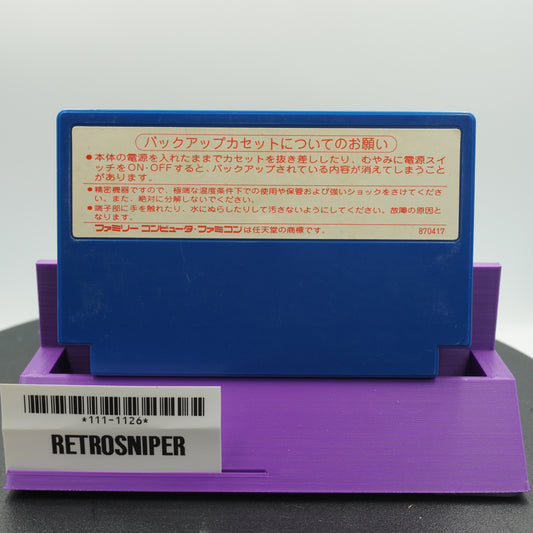 バックアップカセットについてのお願い
●本体の電源を入れたままでカセットを抜き差ししたり、むやみに電源スイ
ッチをON・OFFすると、バックアップされている内容が消えてしまうこと
があります。
●精密機器ですので、極端な温度条件下での使用や保管および強いショックをさけてくださ
い。また、絶対に分解しないでください。
●端子部に手を触れたり、水にぬらしたりして汚さないようにしてください。故障の原因と
なります。
ファミリーコンピュータ・ファミコンは任天堂の商標です。 870417
*111-1126*
RETROSNIPER